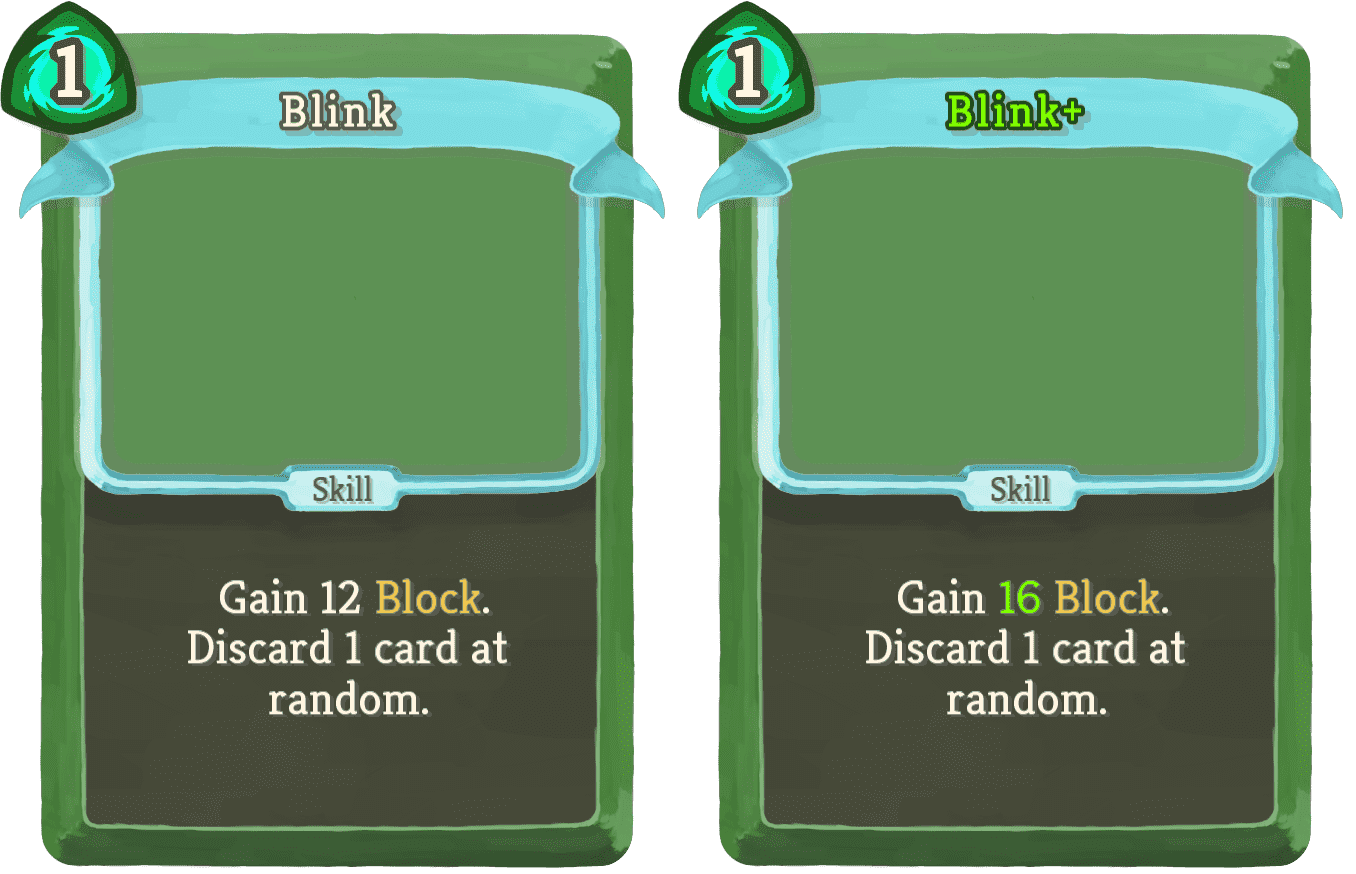 1
Blink
Skill
Gain 12 Block.
Discard 1 card at
random.
1
Blink+
Skill
Gain 16 Block.
Discard 1 card at
random.